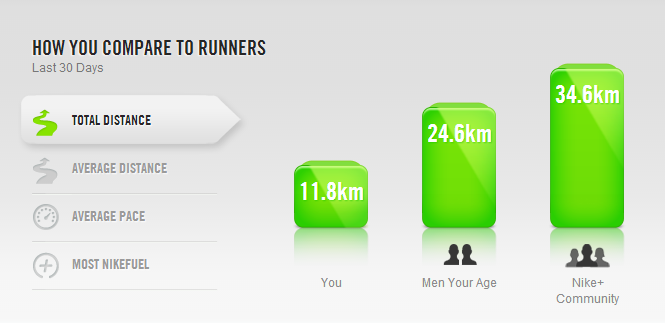 HOW YOU COMPARE TO RUNNERS
Last 30 Days
TOTAL DISTANCE
AVERAGE DISTANCE
AVERAGE PACE
MOST NIKEFUEL
11.8km
24.6km
34.6km
You
Men Your Age
Nike+
Community